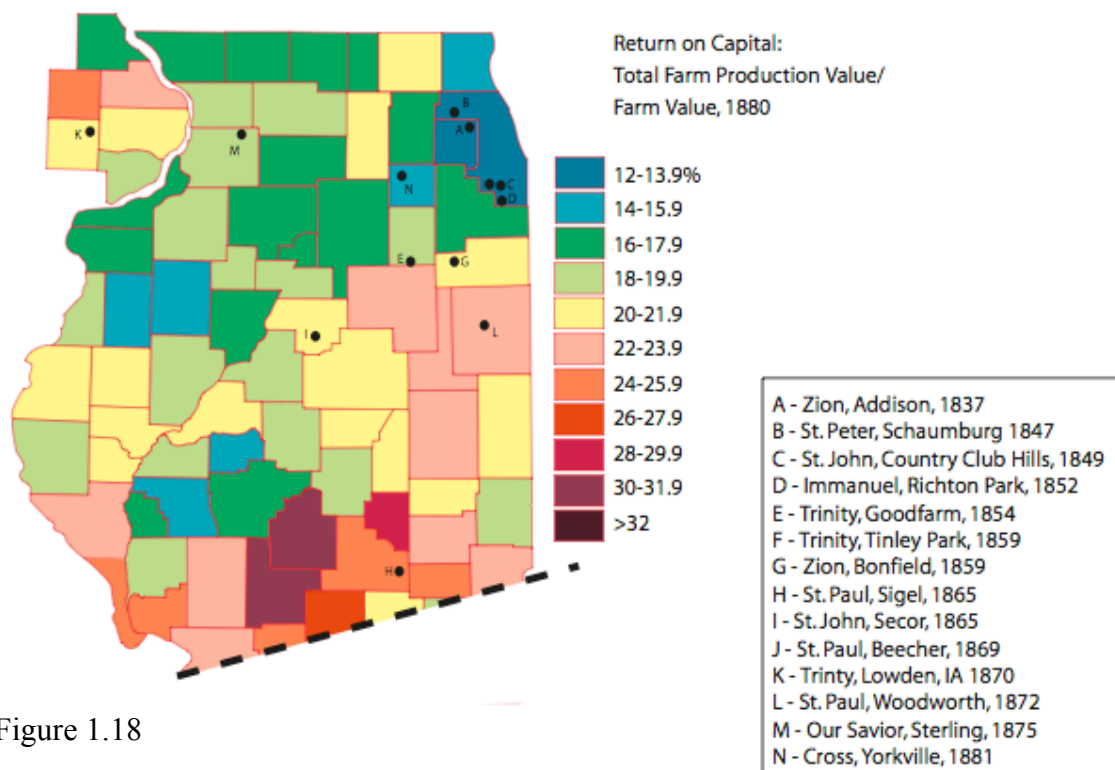 Return on Capital:
Total Farm Production Value/
Farm Value, 1880
B
A
K
M
N
C
D
E
G
L
I
H
12-13.9%
14-15.9
16-17.9
18-19.9
20-21.9
22-23.9
24-25.9
26-27.9
28-29.9
30-31.9
>32
A - Zion, Addison, 1837
B - St. Peter, Schaumburg 1847
C - St. John, Country Club Hills, 1849
D - Immanuel, Richton Park, 1852
E - Trinity, Goodfarm, 1854
F - Trinity, Tinley Park, 1859
G - Zion, Bonfield, 1859
H - St. Paul, Sigel, 1865
I - St. John, Secor, 1865
J - St. Paul, Beecher, 1869
K - Trinty, Lowden, IA 1870
L - St. Paul, Woodworth, 1872
M - Our Savior, Sterling, 1875
N - Cross, Yorkville, 1881
Figure 1.18